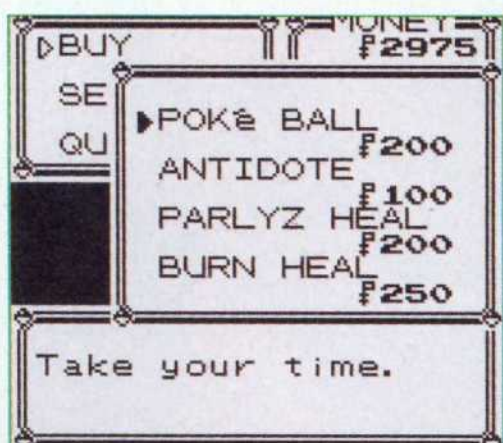 BUY
MONEY
₽2975
SE
QU
POKé BALL
₽200
ANTIDOTE
₽100
PARLYZ HEAL
₽200
BURN HEAL
₽250
Take your time.